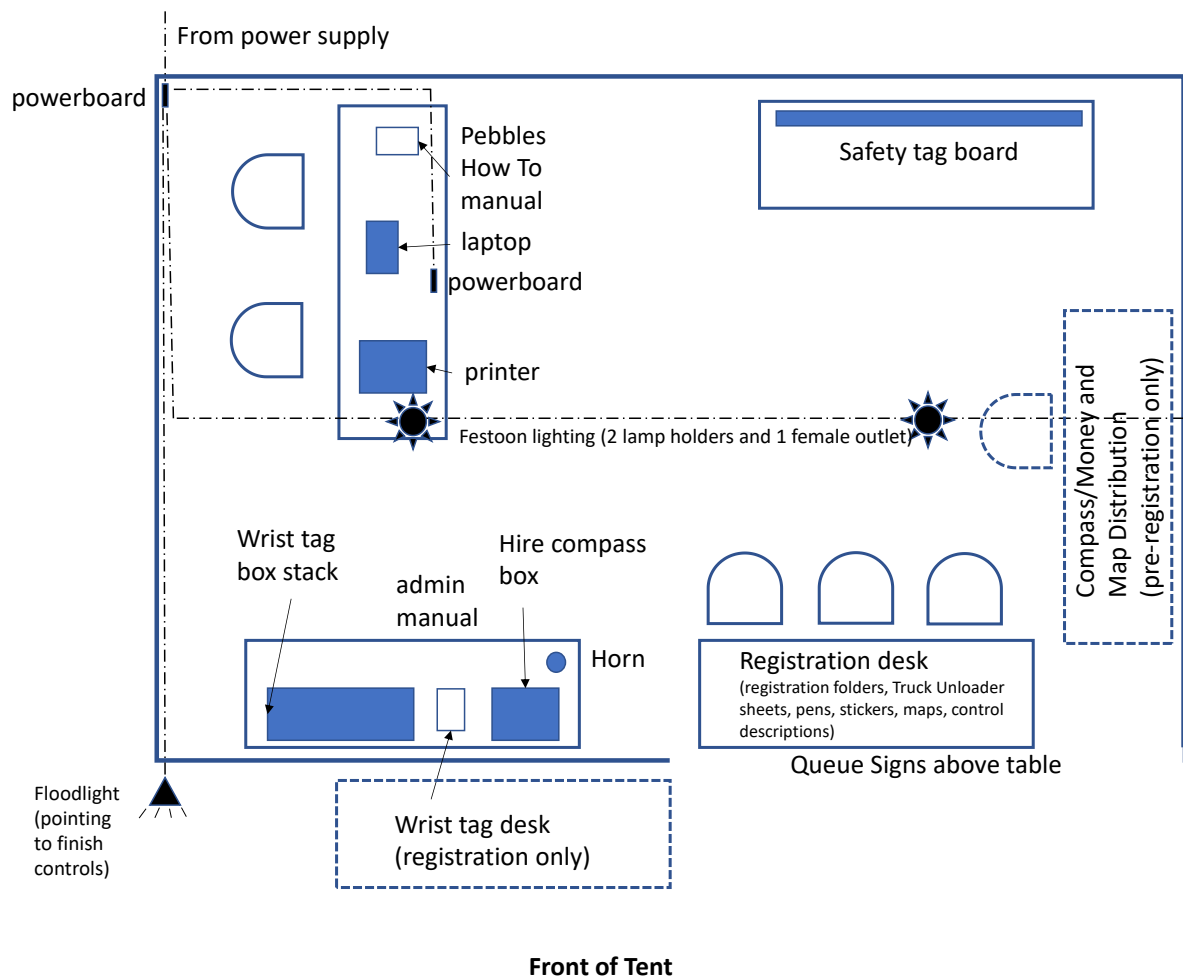 From power supply
powerboard
Pebbles
How To
manual
Safety tag board
laptop
powerboard
printer
Festoon lighting (2 lamp holders and 1 female outlet)
Compass/Money and
Map Distribution
(pre-registration only)
Wrist tag
box stack
admin
manual
Hire compass
box
Horn
Registration desk
(registration folders, Truck Unloader
sheets, pens, stickers, maps, control
descriptions)
Queue Signs above table
Floodlight
(pointing
to finish
controls)
Wrist tag desk
(registration only)
Front of Tent